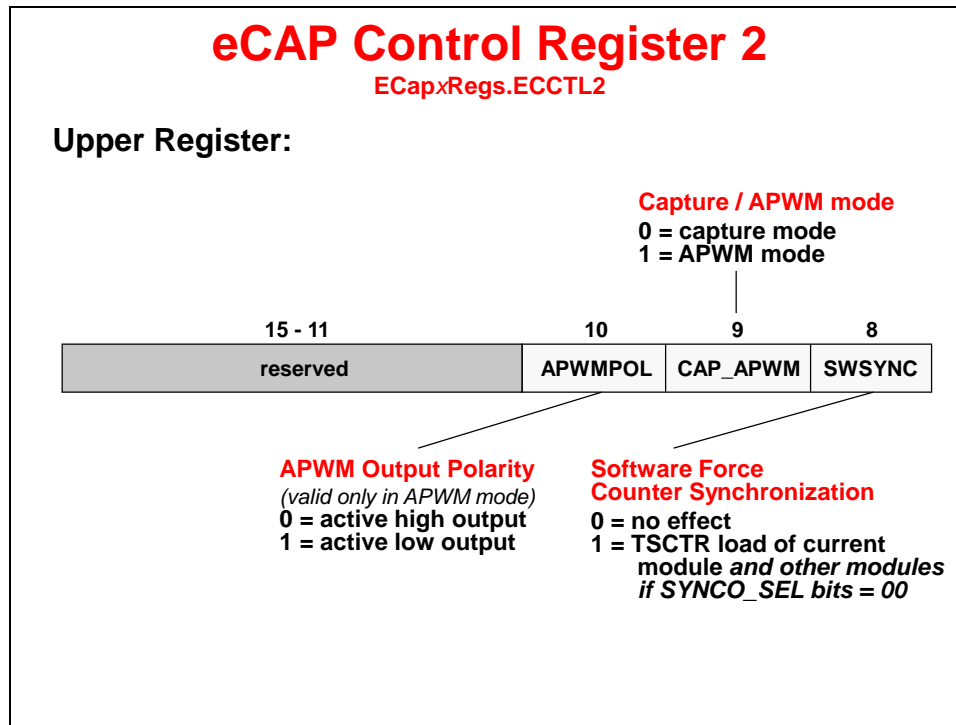 eCAP Control Register 2
ECapxRegs.ECCTL2
Upper Register:
Capture / APWM mode
0 = capture mode
1 = APWM mode
15 - 11 10 9 8
reserved APWMPOL CAP_APWM SWSYNC
APWM Output Polarity
(valid only in APWM mode)
0 = active high output
1 = active low output
Software Force
Counter Synchronization
0 = no effect
1 = TSCTR load of current
module and other modules
if SYNCO_SEL bits = 00